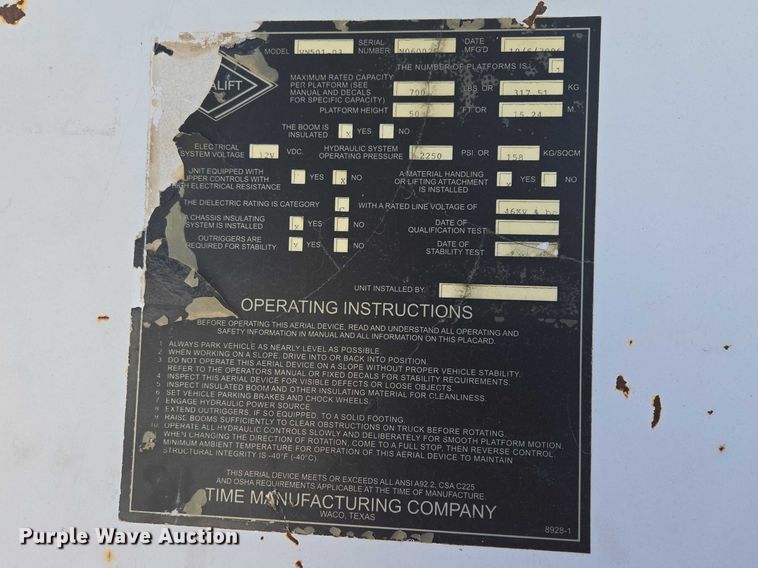 ALIFT
MODEL VN501-03 SERIAL NUMBER N06002 DATE MFG'D 10/6/2006
THE NUMBER OF PLATFORMS IS
MAXIMUM RATED CAPACITY
PER PLATFORM (SEE 700 LBS OR 317.51 KG
MANUAL AND DECALS
FOR SPECIFIC CAPACITY)
PLATFORM HEIGHT 50 FT OR 15.24 M.
THE BOOM IS
INSULATED X YES NO
ELECTRICAL HYDRAULIC SYSTEM
SYSTEM VOLTAGE 12V VDC. OPERATING PRESSURE 2250 PSI. OR 158 KG/SQCM
UNIT EQUIPPED WITH A MATERIAL HANDLING
UPPER CONTROLS WITH YES X NO OR LIFTING ATTACHMENT X YES NO
HIGH ELECTRICAL RESISTANCE IS INSTALLED
THE DIELECTRIC RATING IS CATEGORY C WITH A RATED LINE VOLTAGE OF 46KV & be
A CHASSIS INSULATING DATE OF
SYSTEM IS INSTALLED X YES NO QUALIFICATION TEST
OUTRIGGERS ARE DATE OF
REQUIRED FOR STABILITY X YES NO STABILITY TEST
UNIT INSTALLED BY
OPERATING INSTRUCTIONS
BEFORE OPERATING THIS AERIAL DEVICE, READ AND UNDERSTAND ALL OPERATING AND
SAFETY INFORMATION IN MANUAL AND ALL INFORMATION ON THIS PLACARD.
1 ALWAYS PARK VEHICLE AS NEARLY LEVEL AS POSSIBLE.
2 WHEN WORKING ON A SLOPE, DRIVE INTO OR BACK INTO POSITION.
3 DO NOT OPERATE THIS AERIAL DEVICE ON A SLOPE WITHOUT PROPER VEHICLE STABILITY.
REFER TO THE OPERATORS MANUAL OR FIXED DECALS FOR STABILITY REQUIREMENTS.
4 INSPECT THIS AERIAL DEVICE FOR VISIBLE DEFECTS OR LOOSE OBJECTS.
5 INSPECT INSULATED BOOM AND OTHER INSULATING MATERIAL FOR CLEANLINESS.
6 SET VEHICLE PARKING BRAKES AND CHOCK WHEELS.
7 ENGAGE HYDRAULIC POWER SOURCE.
8 EXTEND OUTRIGGERS, IF SO EQUIPPED, TO A SOLID FOOTING.
9 RAISE BOOMS SUFFICIENTLY TO CLEAR OBSTRUCTIONS ON TRUCK BEFORE ROTATING.
10 OPERATE ALL HYDRAULIC CONTROLS SLOWLY AND DELIBERATELY FOR SMOOTH PLATFORM MOTION.
WHEN CHANGING THE DIRECTION OF ROTATION, COME TO A FULL STOP, THEN REVERSE CONTROL.
MINIMUM AMBIENT TEMPERATURE FOR OPERATION OF THIS AERIAL DEVICE TO MAINTAIN
STRUCTURAL INTEGRITY IS -40°F (-40°C).
THIS AERIAL DEVICE MEETS OR EXCEEDS ALL ANSI A92.2, CSA C225
AND OSHA REQUIREMENTS APPLICABLE AT THE TIME OF MANUFACTURE.
TIME MANUFACTURING COMPANY
WACO, TEXAS
8928-1
Purple Wave Auction